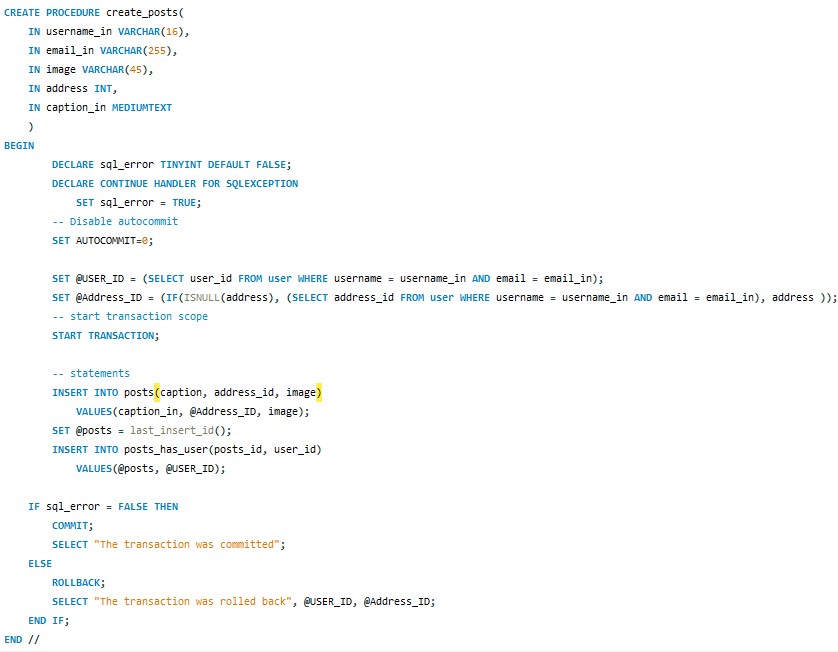 CREATE PROCEDURE create_posts(
    IN username_in VARCHAR(16),
    IN email_in VARCHAR(255),
    IN image VARCHAR(45),
    IN address INT,
    IN caption_in MEDIUMTEXT
    )
BEGIN
        DECLARE sql_error TINYINT DEFAULT FALSE;
        DECLARE CONTINUE HANDLER FOR SQLEXCEPTION
            SET sql_error = TRUE;
        -- Disable autocommit
        SET AUTOCOMMIT=0;

        SET @USER_ID = (SELECT user_id FROM user WHERE username = username_in AND email = email_in);
        SET @Address_ID = (IF(ISNULL(address), (SELECT address_id FROM user WHERE username = username_in AND email = email_in), address ));
        -- start transaction scope
        START TRANSACTION;

        -- statements
        INSERT INTO posts(caption, address_id, image)
            VALUES(caption_in, @Address_ID, image);
        SET @posts = last_insert_id();
        INSERT INTO posts_has_user(posts_id, user_id)
            VALUES(@posts, @USER_ID);

    IF sql_error = FALSE THEN
        COMMIT;
        SELECT "The transaction was committed";
    ELSE
        ROLLBACK;
        SELECT "The transaction was rolled back", @USER_ID, @Address_ID;
    END IF;
END //